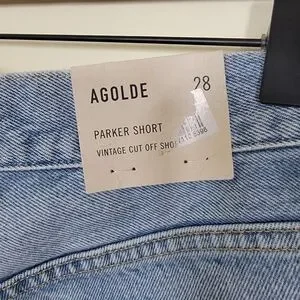 AGOLDE 28
PARKER SHORT
VINTAGE CUT OFF